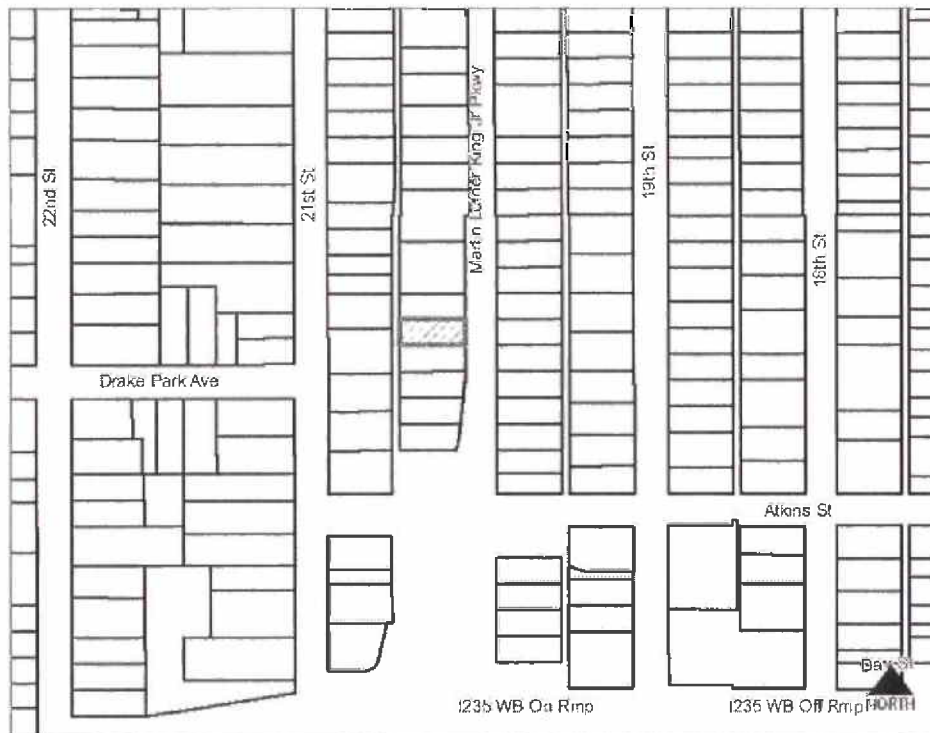 22nd St
21st St
Martin Luther King Jr Pkwy
19th St
18th St
Drake Park Ave
Atkins St
Day St
NORTH
I235 WB On Rmp
I235 WB Off Rmp